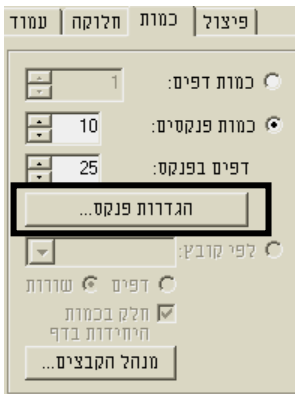 פיצול כמות חלוקה עמוד
כמות דפים: 1
כמות פנקסים: 10
דפים בפנקס: 25
הגדרות פנקס...
לפי קובץ:
דפים שורות
חלק בכמות
היחידות בדף
מנהל הקבצים...